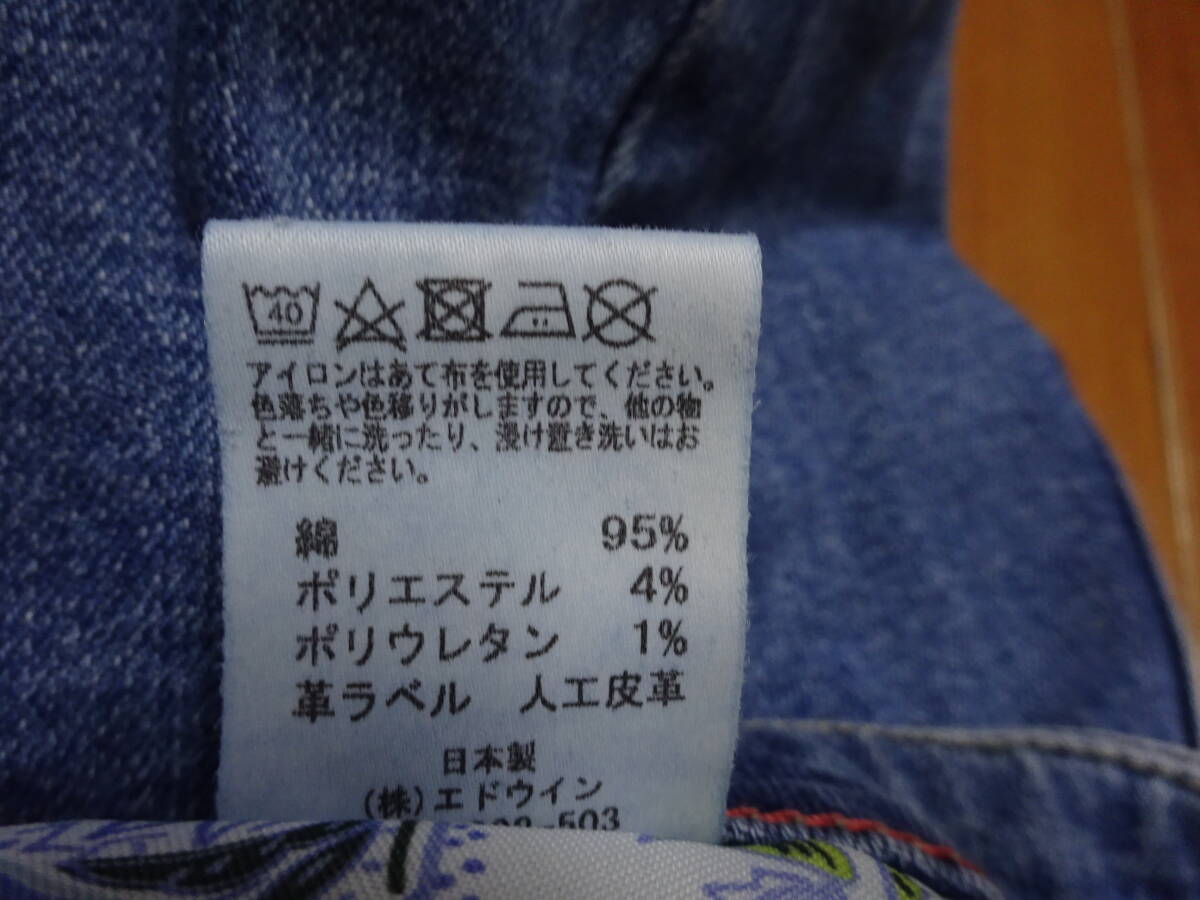 40
アイロンはあて布を使用してください。
色落ちや色移りがしますので、他の物
と一緒に洗ったり、浸け置き洗いはお
避けください。
綿 95%
ポリエステル 4%
ポリウレタン 1%
革ラベル 人工皮革
日本製
(株)エドウイン
-503